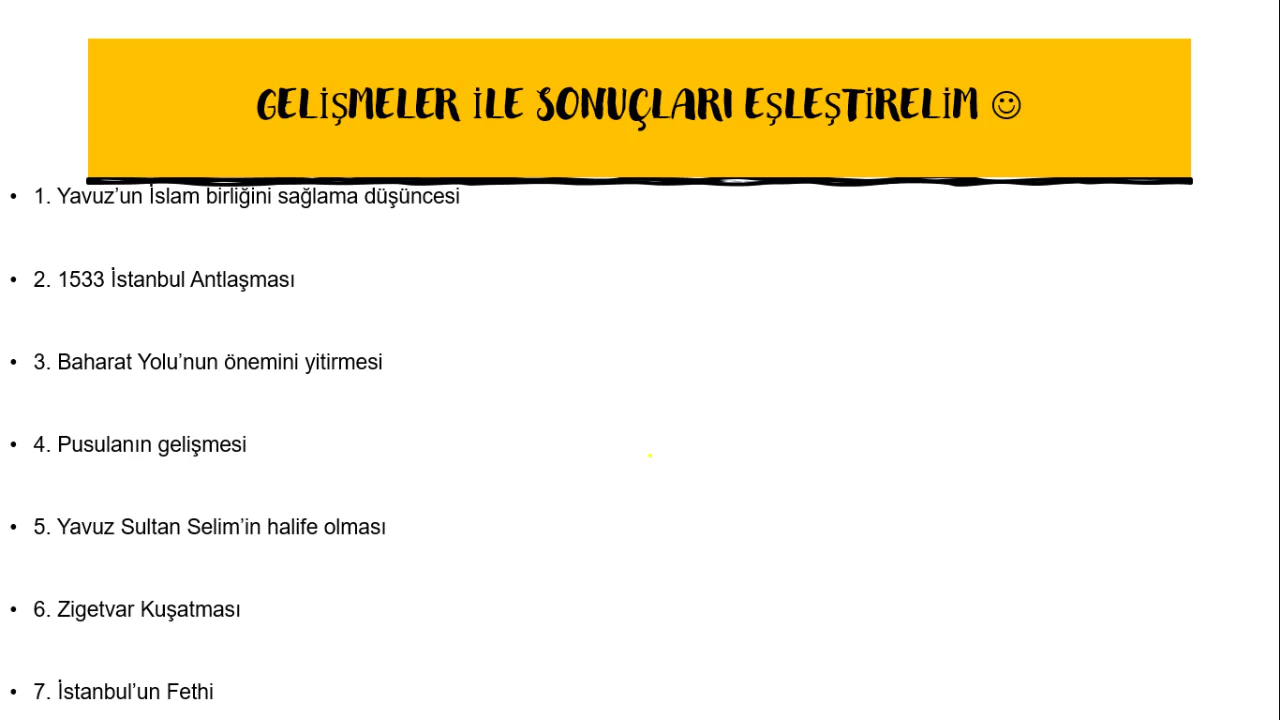 GELİŞMELER İLE SONUÇLARI EŞLEŞTİRELİM ☺
• 1. Yavuz’un İslam birliğini sağlama düşüncesi
• 2. 1533 İstanbul Antlaşması
• 3. Baharat Yolu’nun önemini yitirmesi
• 4. Pusulanın gelişmesi
• 5. Yavuz Sultan Selim’in halife olması
• 6. Zigetvar Kuşatması
• 7. İstanbul’un Fethi